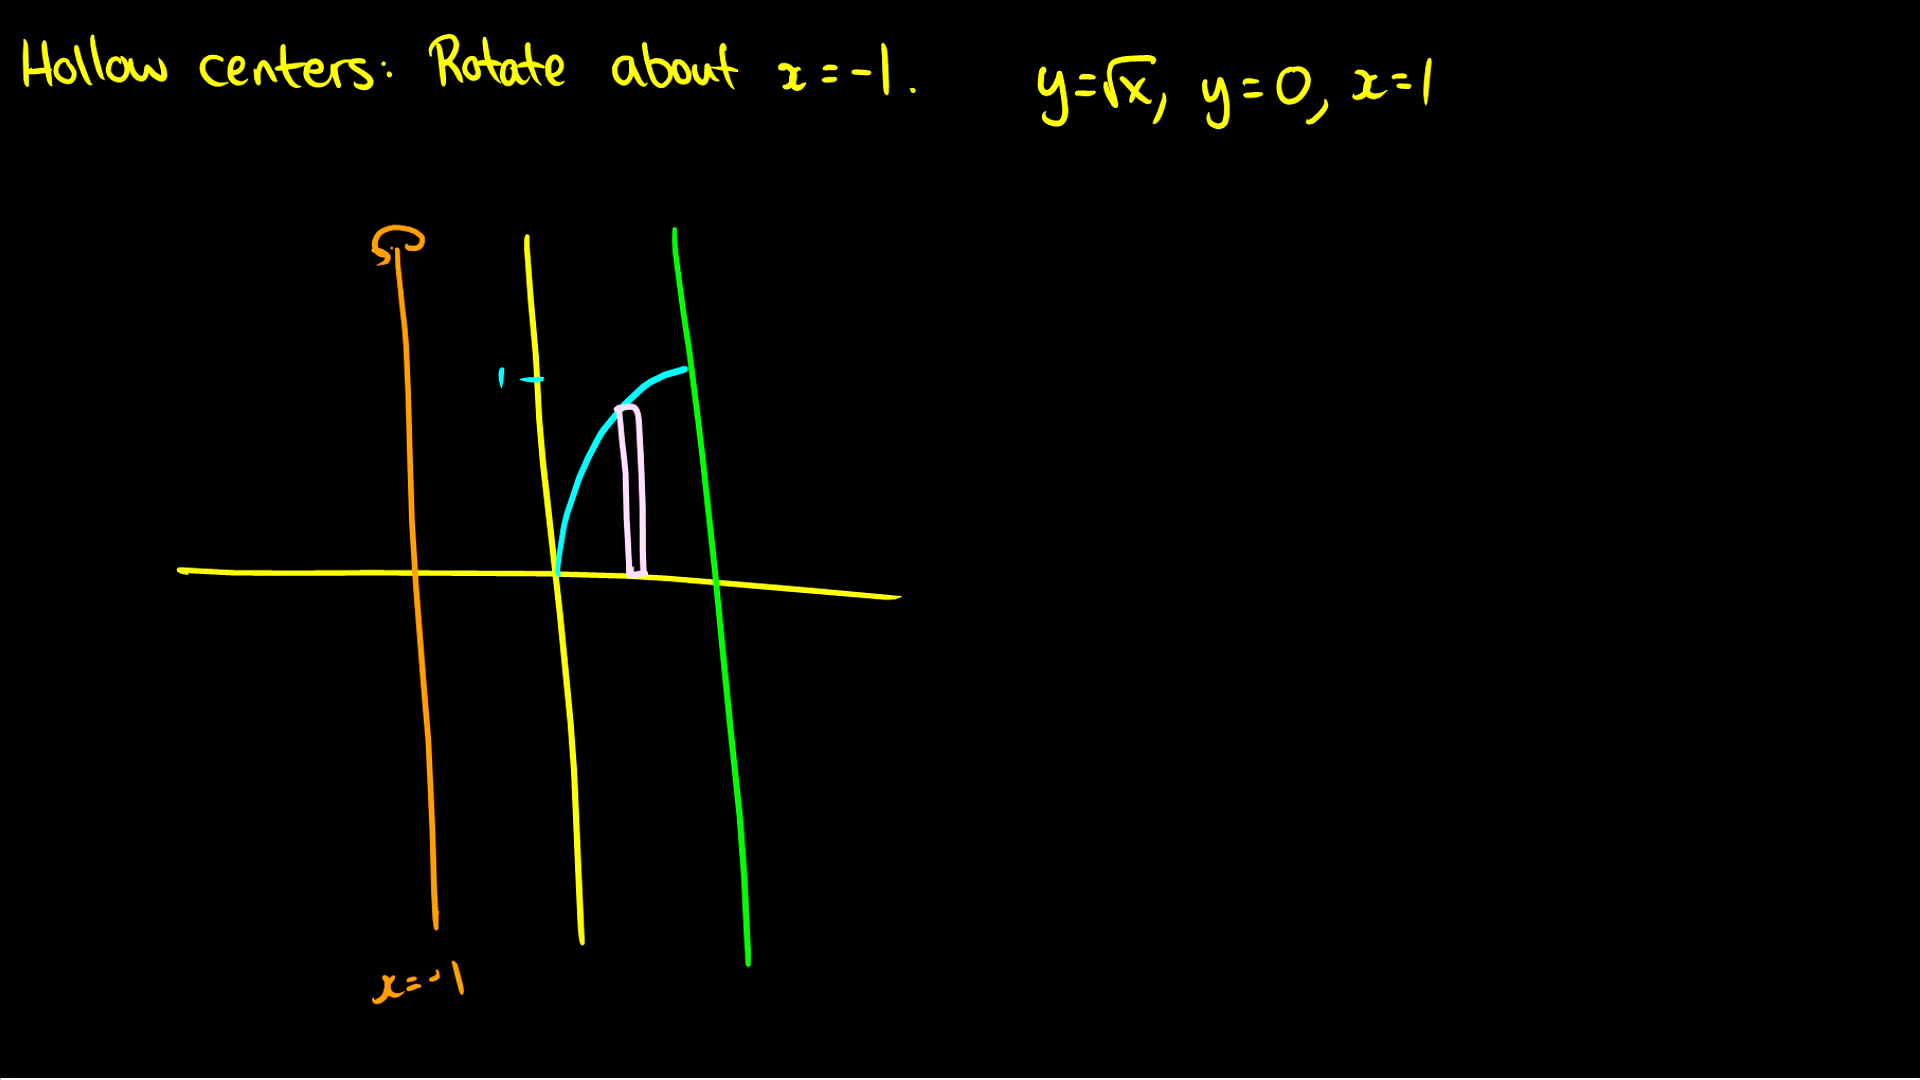 Hollow centers: Rotate about x=-1. y=√x, y=0, x=1
1
x=-1